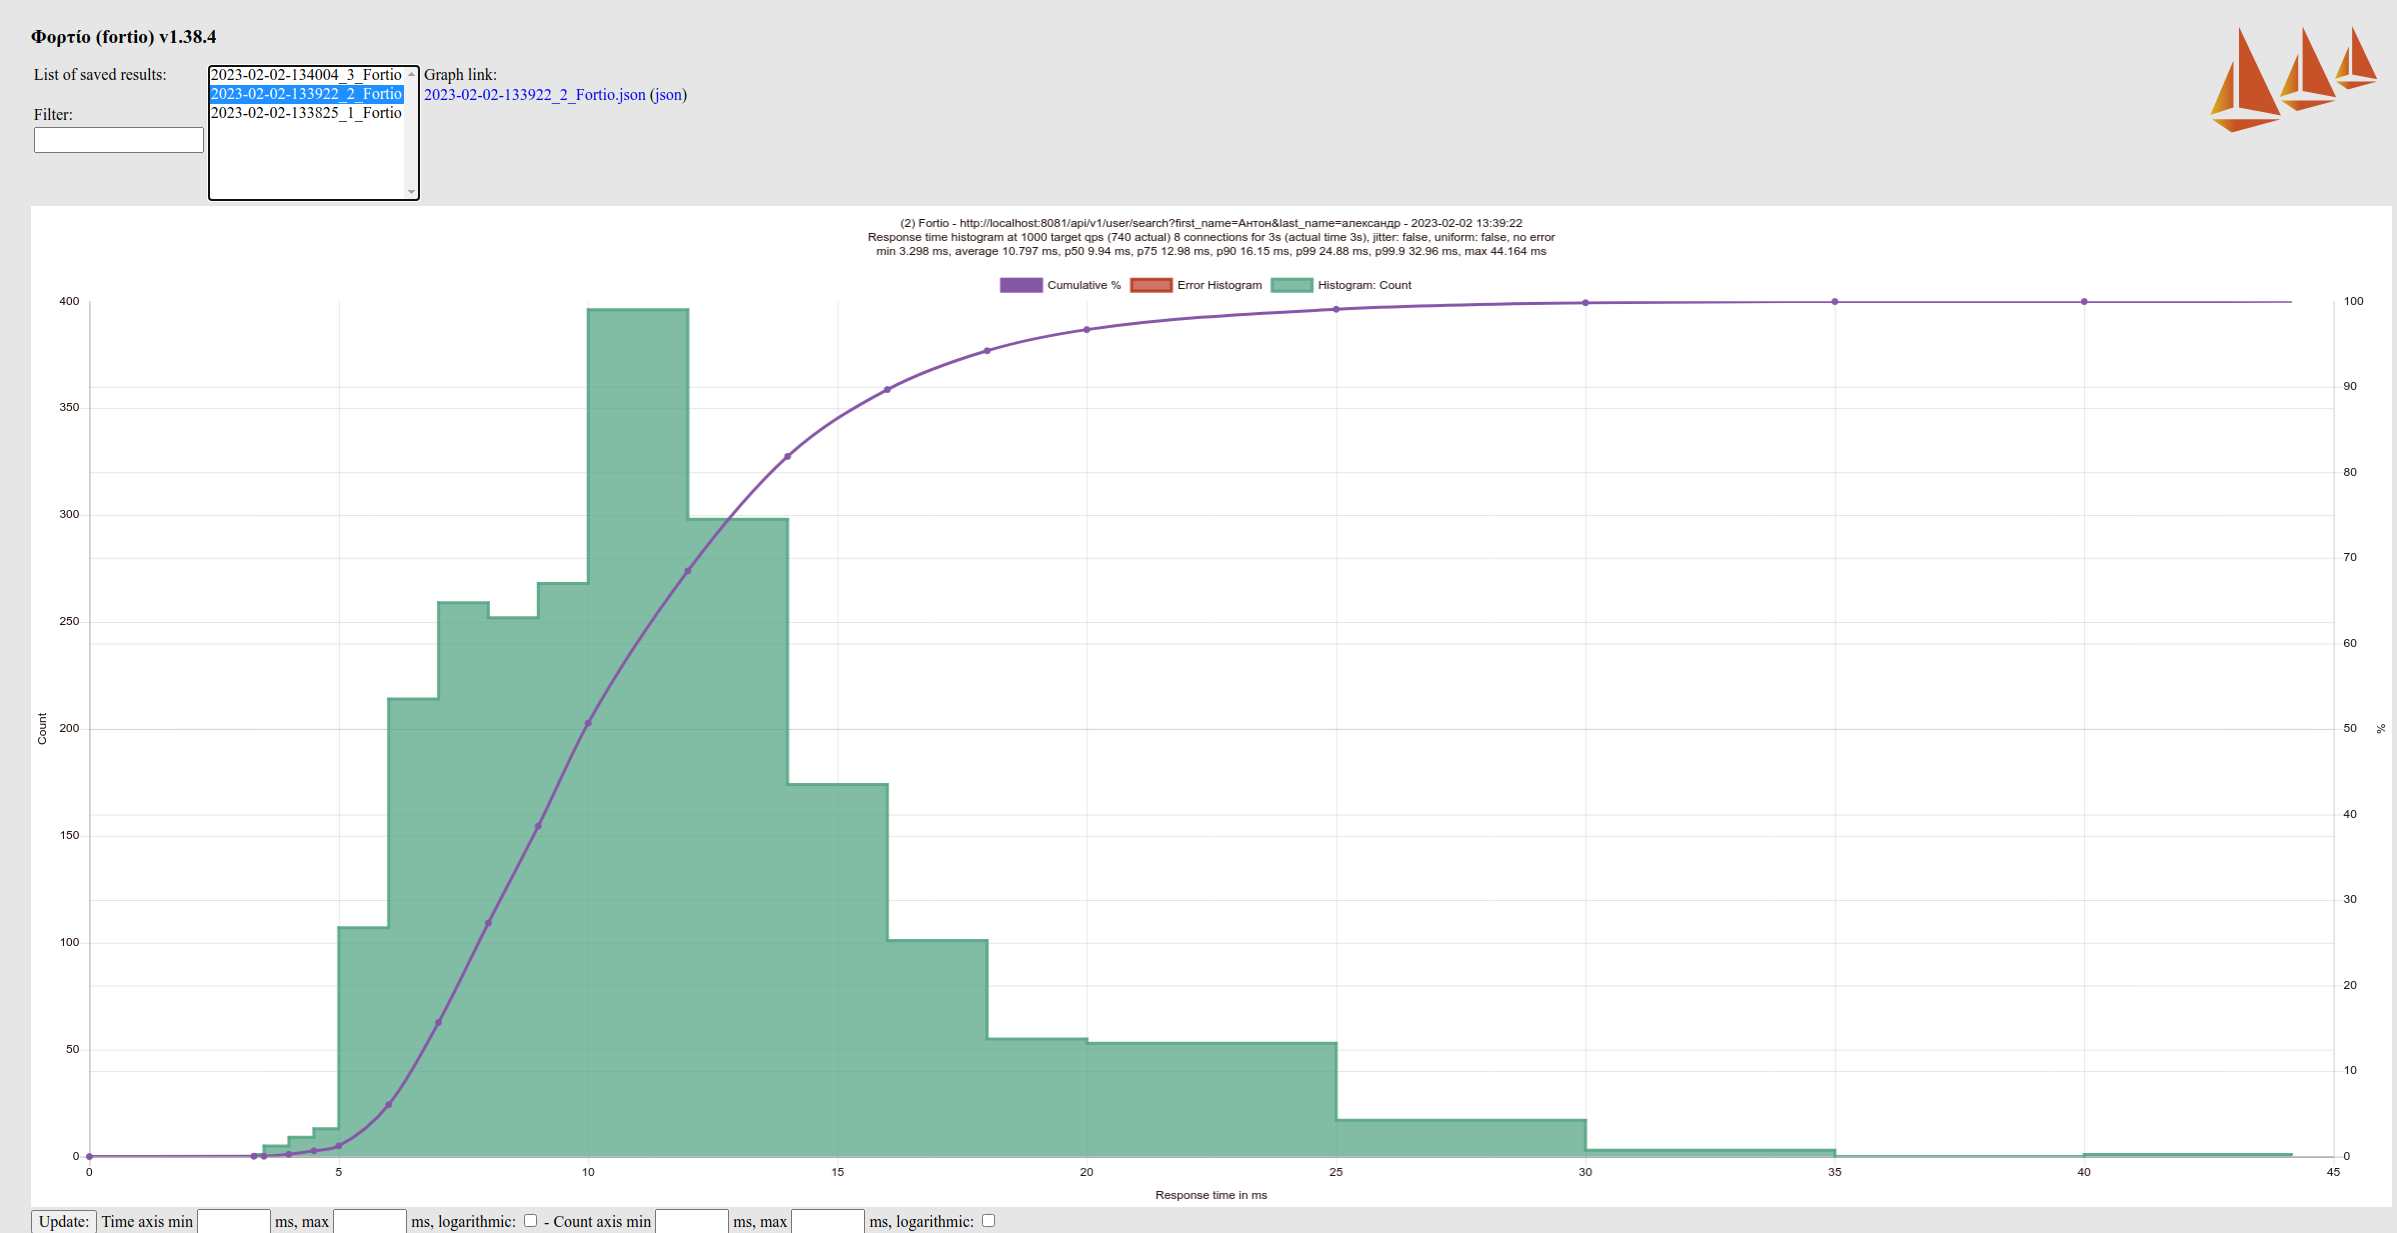 Φορτίο (fortio) v1.38.4
List of saved results:
2023-02-02-134004_3_Fortio
2023-02-02-133922_2_Fortio
2023-02-02-133825_1_Fortio
Graph link:
2023-02-02-133922_2_Fortio.json (json)
Filter:
(2) Fortio - http://localhost:8081/api/v1/user/search?first_name=Антон&last_name=александр - 2023-02-02 13:39:22
Response time histogram at 1000 target qps (740 actual) 8 connections for 3s (actual time 3s), jitter: false, uniform: false, no error
min 3.298 ms, average 10.797 ms, p50 9.94 ms, p75 12.98 ms, p90 16.15 ms, p99 24.88 ms, p99.9 32.96 ms, max 44.164 ms
Cumulative % Error Histogram Histogram: Count
400
350
300
250
200
150
100
50
0
Count
100
90
80
70
60
50
40
30
20
10
0
%
0 5 10 15 20 25 30 35 40 45
Response time in ms
Update: Time axis min ms, max ms, logarithmic: - Count axis min ms, max ms, logarithmic: